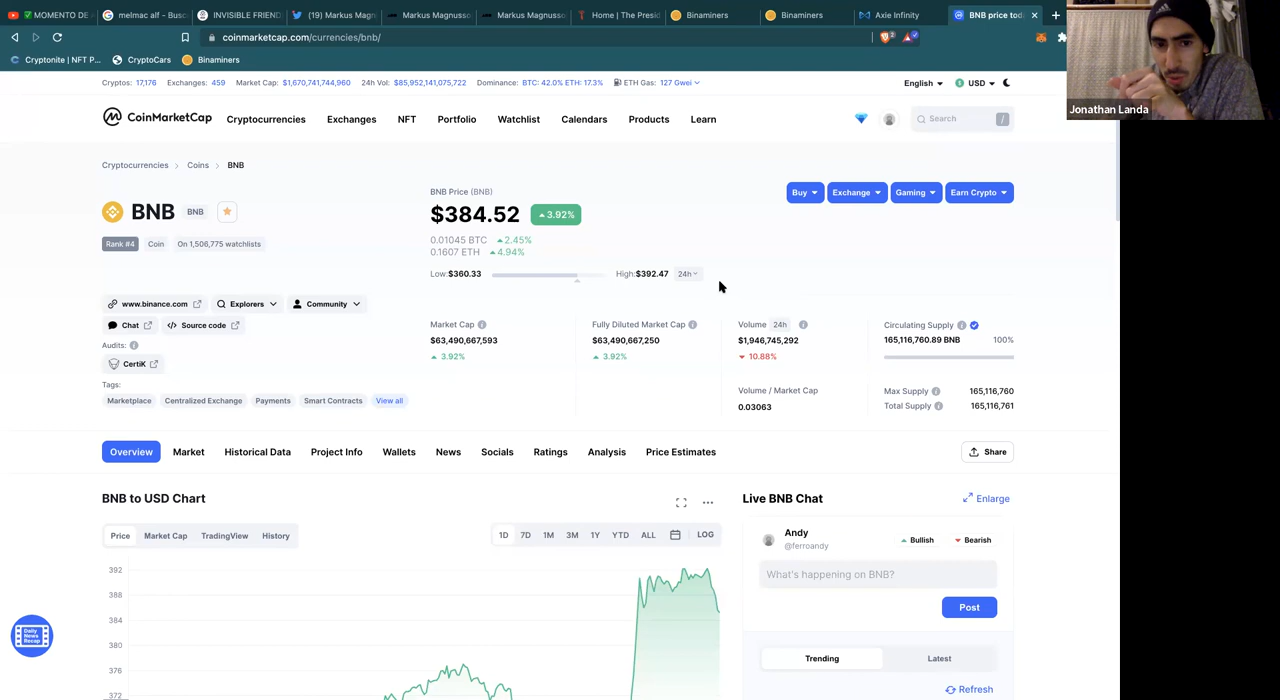 MOMENTO DE A
melmac alf - Busc
INVISIBLE FRIEND
(19) Markus Magn
Markus Magnusso
Markus Magnusso
Home | The Presid
Binaminers
Binaminers
Axie Infinity
BNB price tod
coinmarketcap.com/currencies/bnb/
Cryptonite | NFT P...
CryptoCars
Binaminers
Jonathan Landa
Cryptos: 17,176
Exchanges: 459
Market Cap: $1,670,741,744,960
24h Vol: $85,952,141,075,722
Dominance: BTC: 42.0% ETH: 17.3%
ETH Gas: 127 Gwei
English
USD
CoinMarketCap
Cryptocurrencies
Exchanges
NFT
Portfolio
Watchlist
Calendars
Products
Learn
Search
/
Cryptocurrencies > Coins > BNB
BNB Price (BNB)
Buy
Exchange
Gaming
Earn Crypto
BNB BNB
$384.52 3.92%
0.01045 BTC 2.45%
0.1607 ETH 4.94%
Rank #4
Coin
On 1,506,775 watchlists
Low: $360.33
High: $392.47
24h
www.binance.com
Explorers
Community
Chat
Source code
Audits:
CertiK
Tags:
Marketplace
Centralized Exchange
Payments
Smart Contracts
View all
Market Cap
$63,490,667,593
3.92%
Fully Diluted Market Cap
$63,490,667,250
3.92%
Volume 24h
$1,946,745,292
10.88%
Volume / Market Cap
0.03063
Circulating Supply
165,116,760.89 BNB 100%
Max Supply 165,116,760
Total Supply 165,116,761
Overview
Market
Historical Data
Project Info
Wallets
News
Socials
Ratings
Analysis
Price Estimates
Share
BNB to USD Chart
Price
Market Cap
TradingView
History
1D
7D
1M
3M
1Y
YTD
ALL
LOG
392
388
384
380
376
372
Live BNB Chat
Enlarge
Andy
@ferroandy
Bullish
Bearish
What's happening on BNB?
Post
Trending
Latest
Refresh
Daily
News
Recap